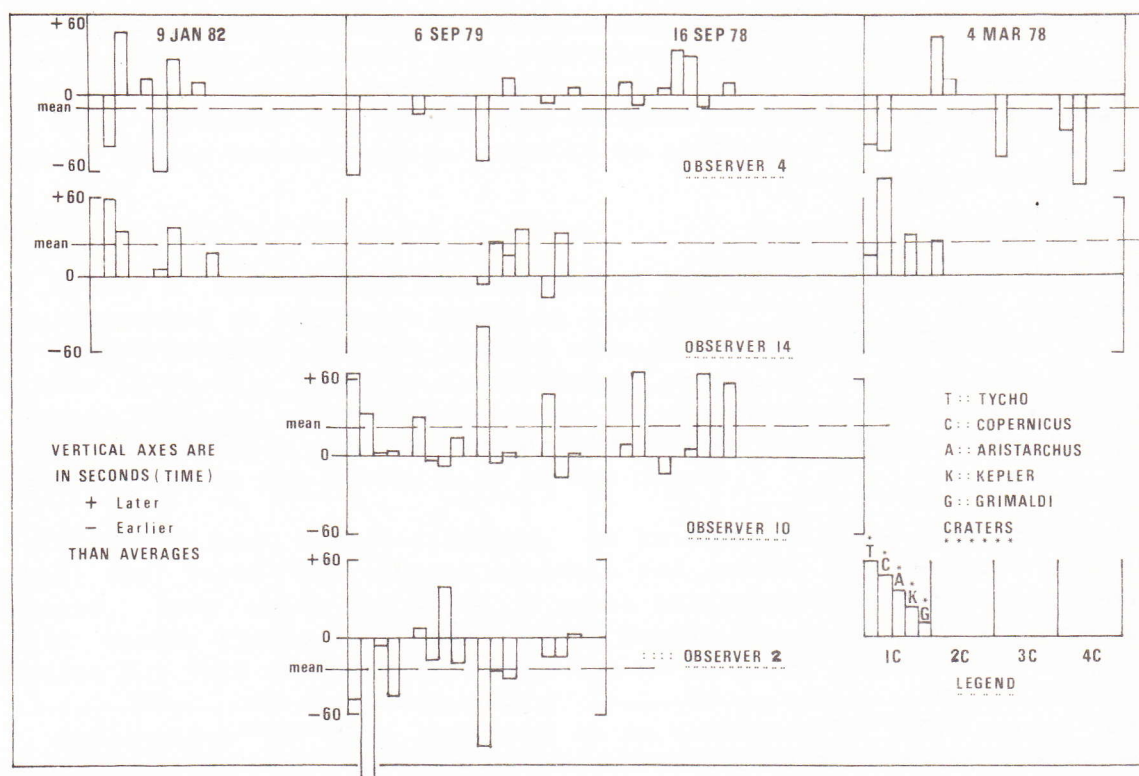 +60
9 JAN 82
6 SEP 79
16 SEP 78
4 MAR 78
0
mean
−60
OBSERVER 4
+60
mean
0
−60
OBSERVER 14
+60
mean
0
−60
OBSERVER 10
VERTICAL AXES ARE
IN SECONDS (TIME)
+ Later
− Earlier
THAN AVERAGES
T :: TYCHO
C :: COPERNICUS
A :: ARISTARCHUS
K :: KEPLER
G :: GRIMALDI
CRATERS
* * * * * *
+60
0
mean
−60
:::: OBSERVER 2
T
C
A
K
G
1C 2C 3C 4C
LEGEND